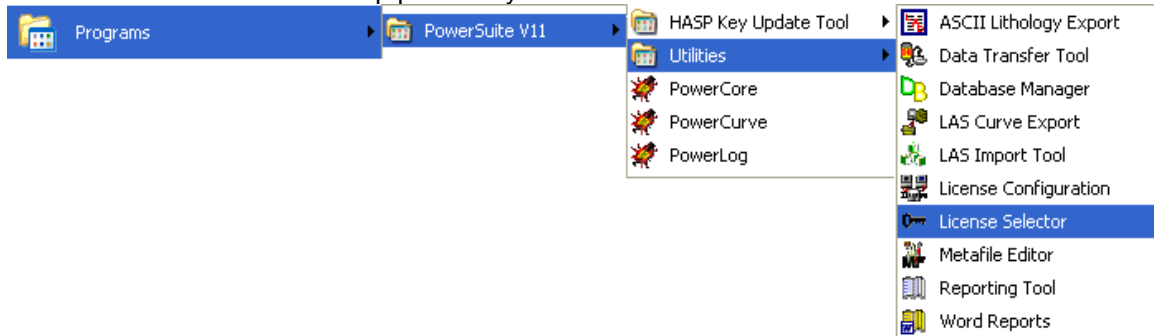 Programs
PowerSuite V11
HASP Key Update Tool
Utilities
PowerCore
PowerCurve
PowerLog
ASCII Lithology Export
Data Transfer Tool
Database Manager
LAS Curve Export
LAS Import Tool
License Configuration
License Selector
Metafile Editor
Reporting Tool
Word Reports